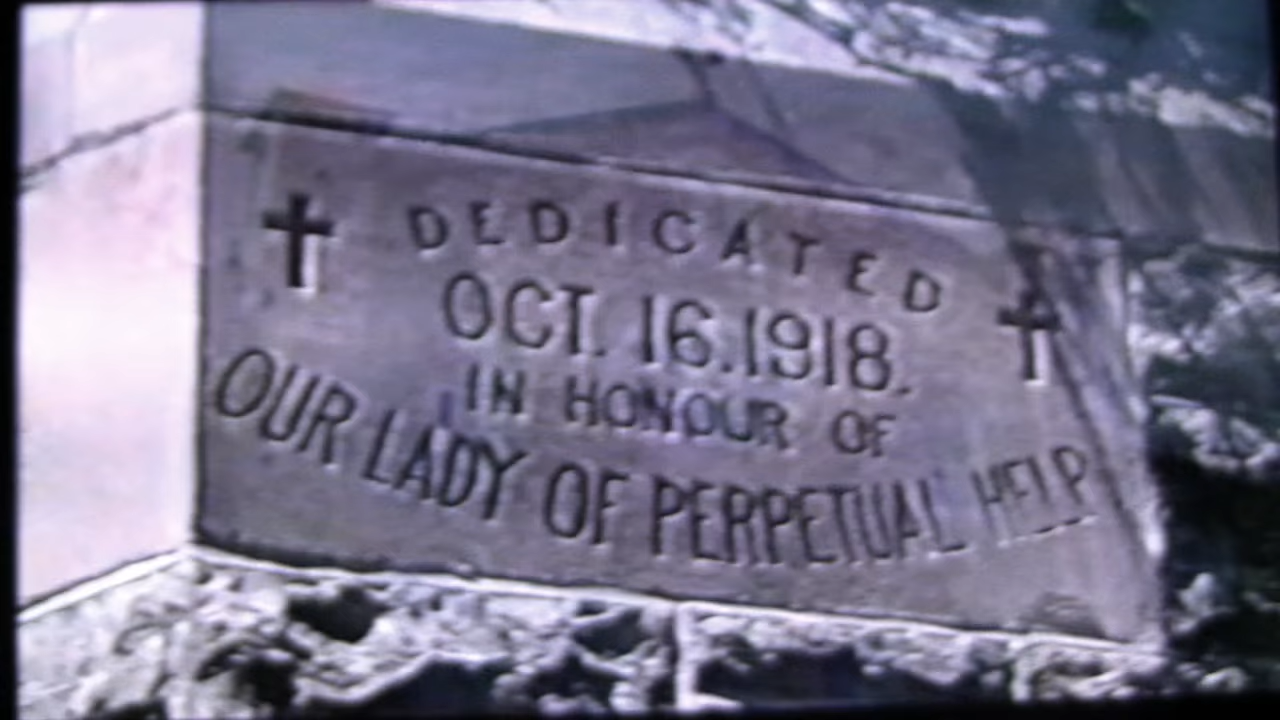 DEDICATED
OCT. 16. 1918.
IN HONOUR OF
OUR LADY OF PERPETUAL HELP